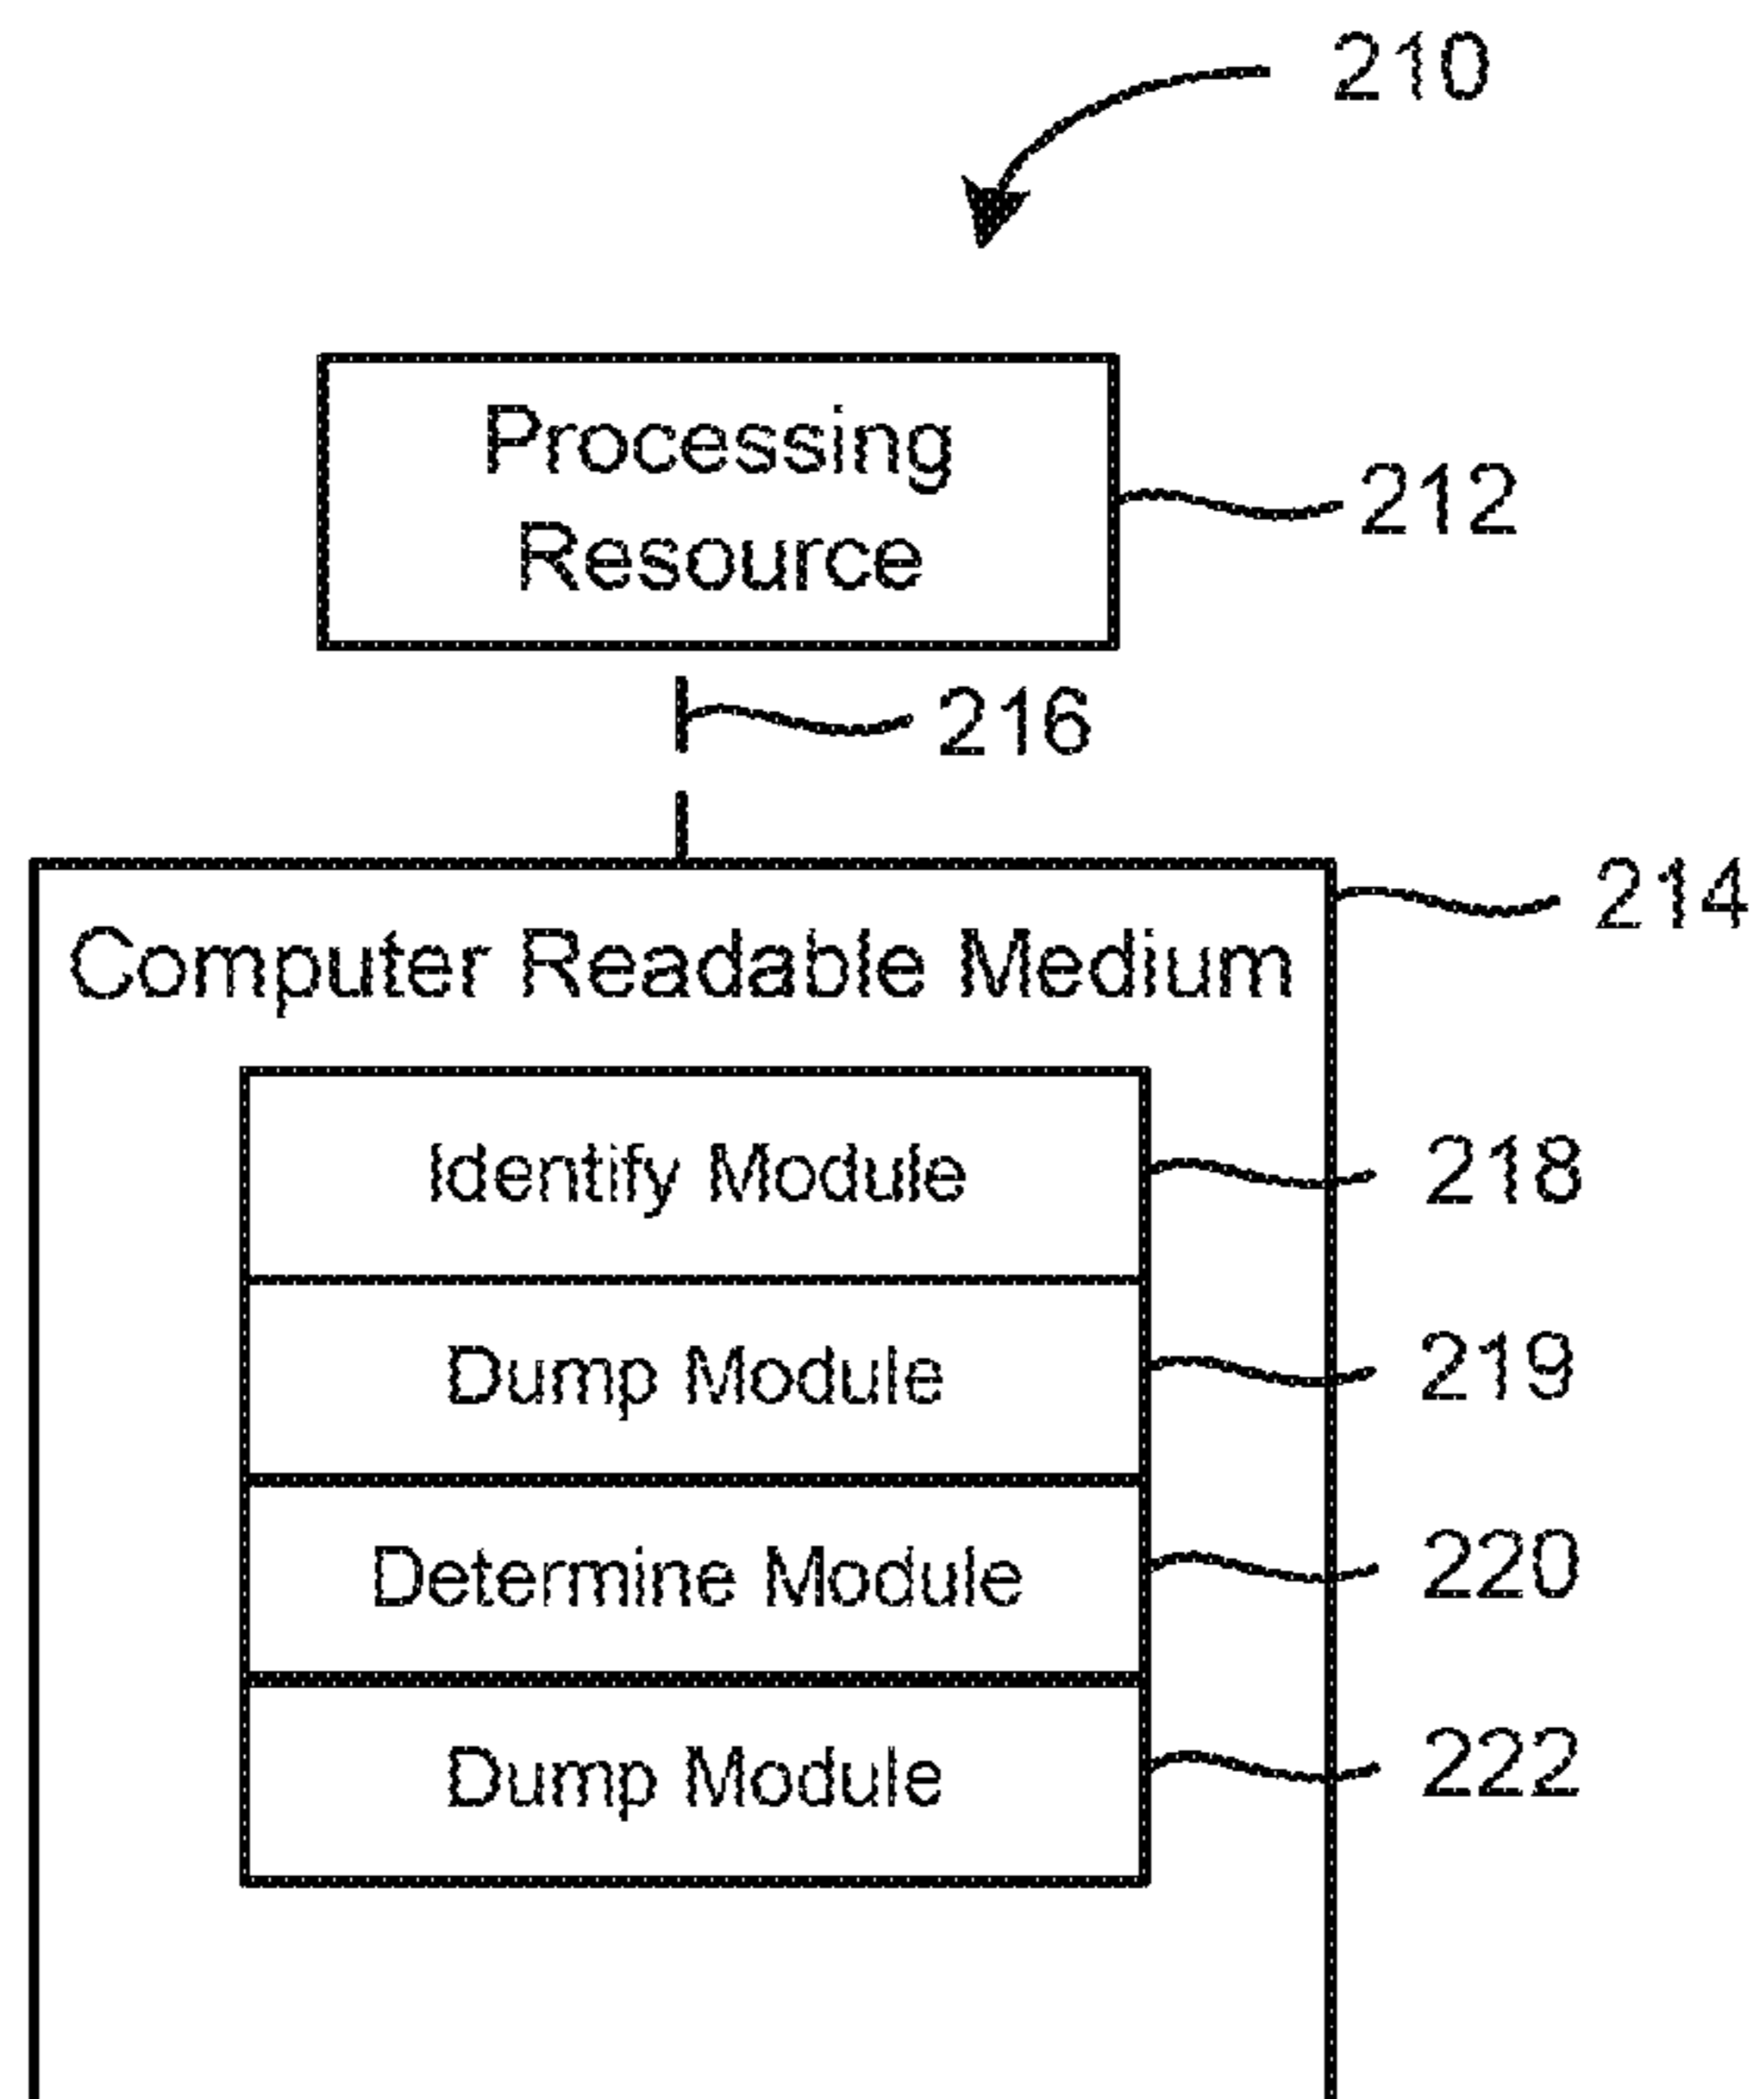 210
Processing
Resource
212
216
214
Computer Readable Medium
Identify Module
218
Dump Module
219
Determine Module
220
Dump Module
222